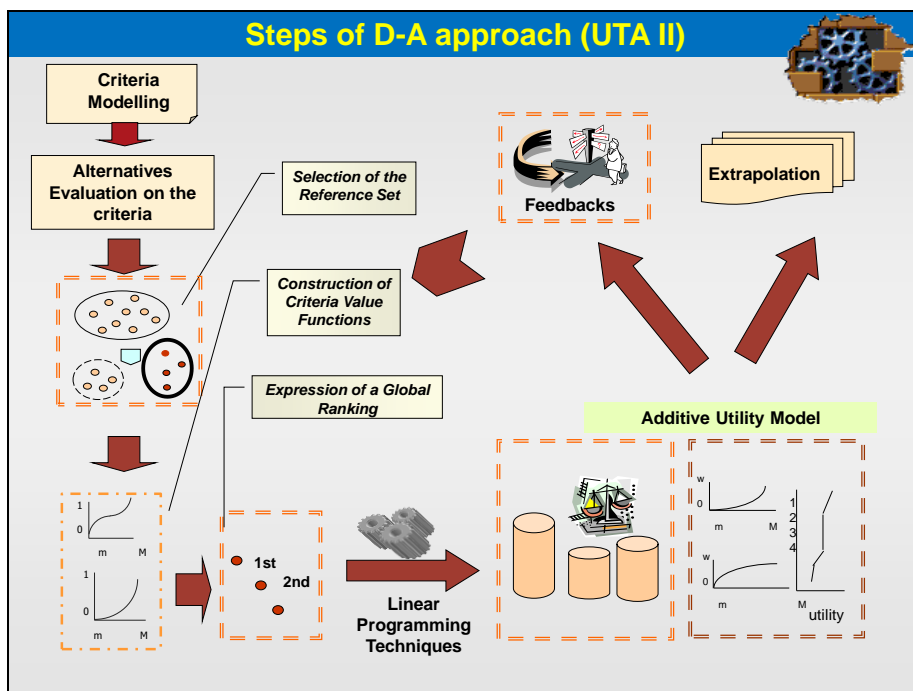 Steps of D-A approach (UTA II)
Criteria
Modelling
Alternatives
Evaluation on the
criteria
Selection of the
Reference Set
Construction of
Criteria Value
Functions
Expression of a Global
Ranking
Feedbacks
Extrapolation
Additive Utility Model
1
0
m M
1
0
m M
1st
2nd
Linear
Programming
Techniques
w
0
m M
w
0
m M
1
2
3
4
utility